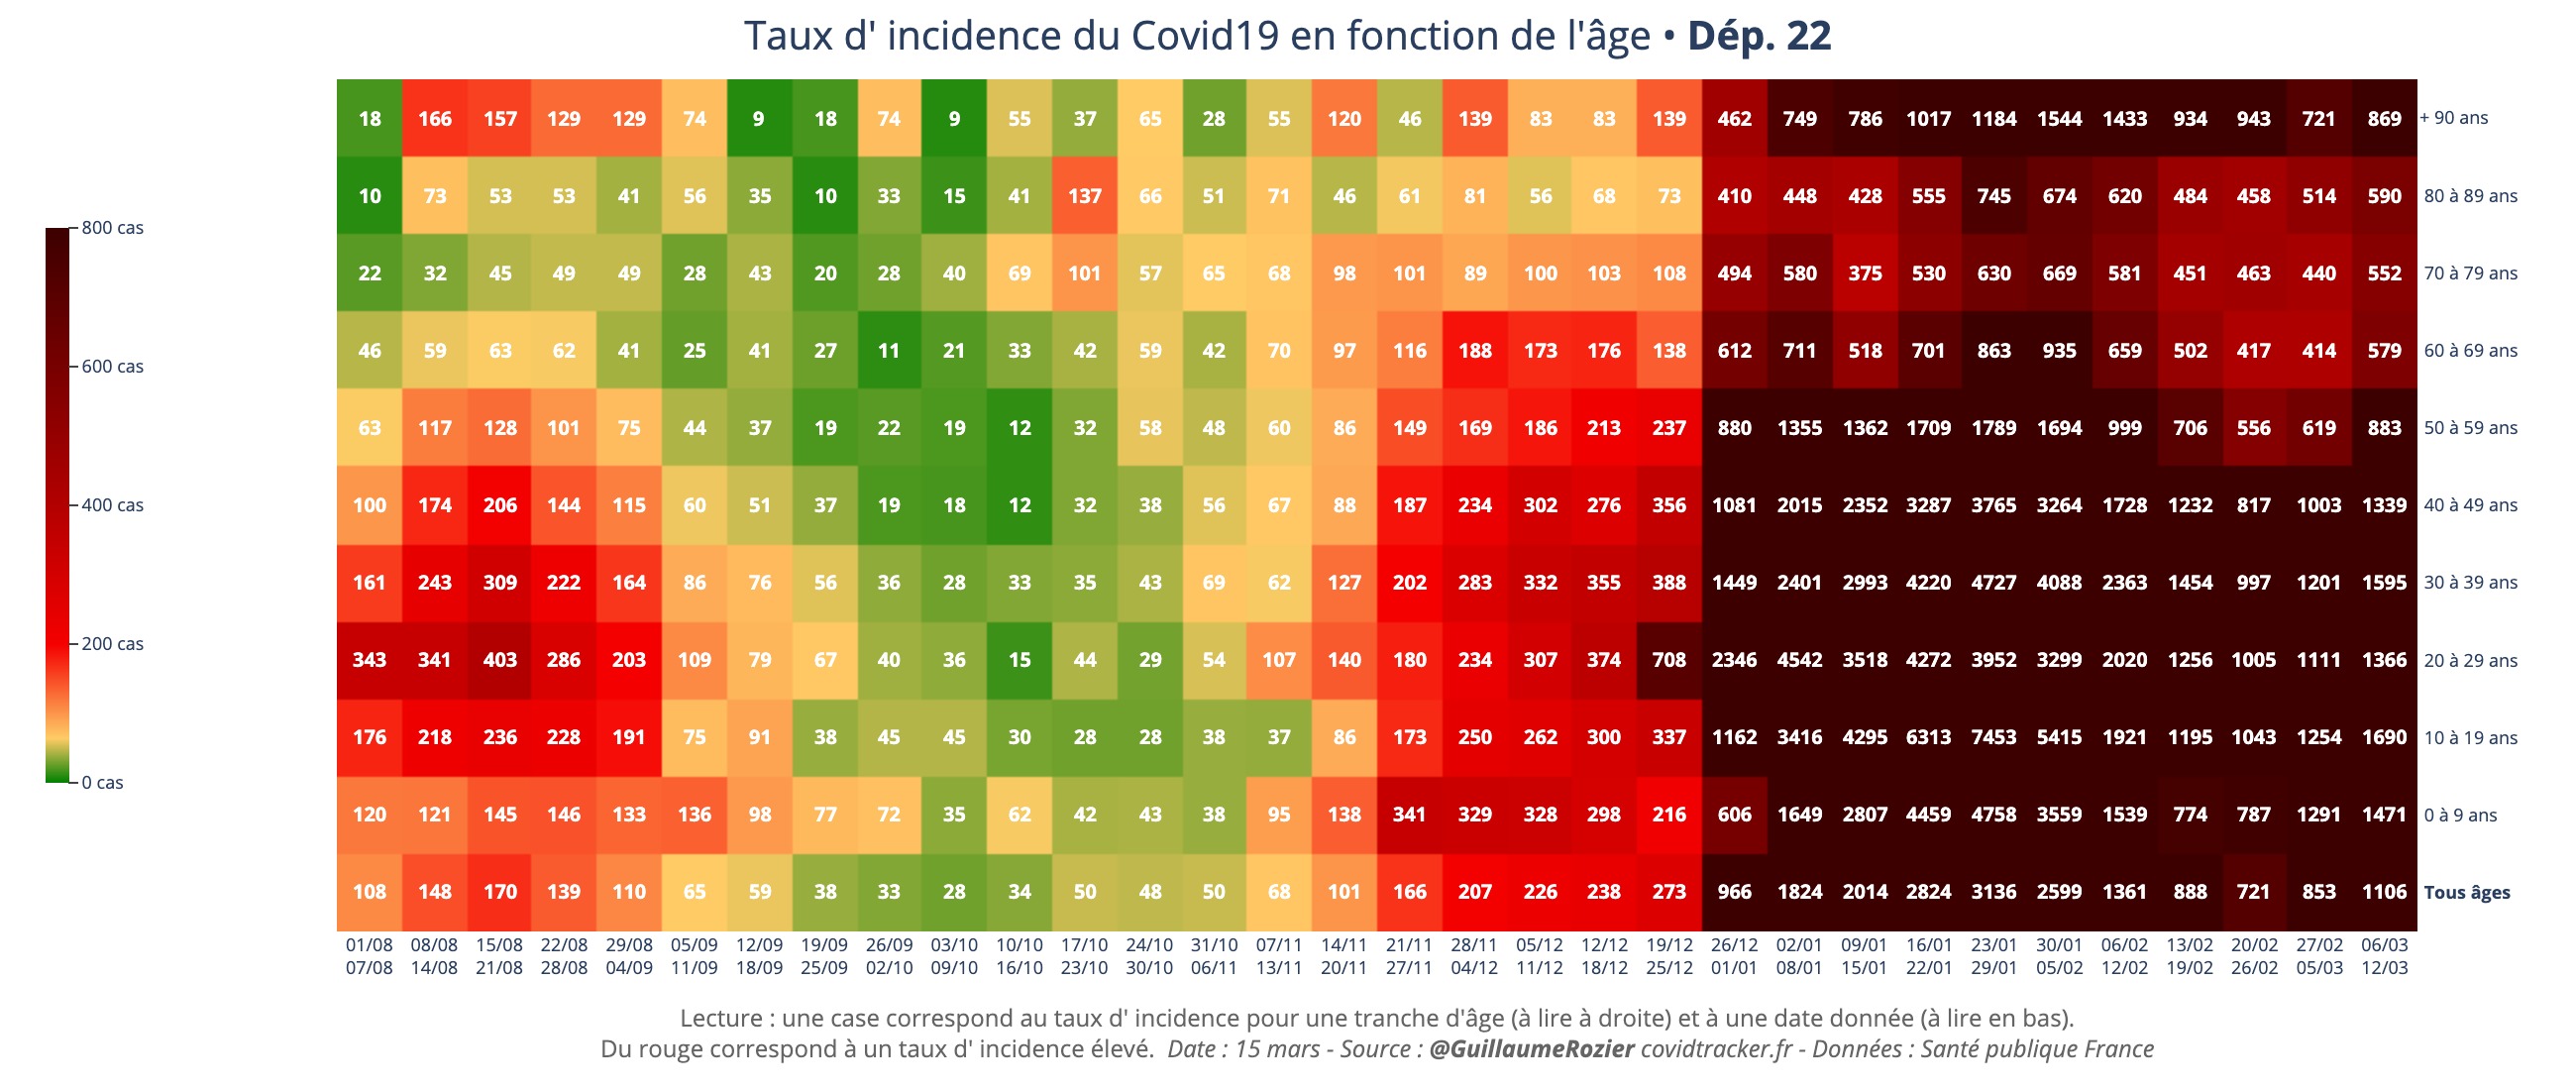 Taux d' incidence du Covid19 en fonction de l'âge • Dép. 22
18 166 157 129 129 74 9 18 74 9 55 37 65 28 55 120 46 139 83 83 139 462 749 786 1017 1184 1544 1433 934 943 721 869 + 90 ans
10 73 53 53 41 56 35 10 33 15 41 137 66 51 71 46 61 81 56 68 73 410 448 428 555 745 674 620 484 458 514 590 80 à 89 ans
800 cas
22 32 45 49 49 28 43 20 28 40 69 101 57 65 68 98 101 89 100 103 108 494 580 375 530 630 669 581 451 463 440 552 70 à 79 ans
46 59 63 62 41 25 41 27 11 21 33 42 59 42 70 97 116 188 173 176 138 612 711 518 701 863 935 659 502 417 414 579 60 à 69 ans
600 cas
63 117 128 101 75 44 37 19 22 19 12 32 58 48 60 86 149 169 186 213 237 880 1355 1362 1709 1789 1694 999 706 556 619 883 50 à 59 ans
400 cas
100 174 206 144 115 60 51 37 19 18 12 32 38 56 67 88 187 234 302 276 356 1081 2015 2352 3287 3765 3264 1728 1232 817 1003 1339 40 à 49 ans
161 243 309 222 164 86 76 56 36 28 33 35 43 69 62 127 202 283 332 355 388 1449 2401 2993 4220 4727 4088 2363 1454 997 1201 1595 30 à 39 ans
200 cas
343 341 403 286 203 109 79 67 40 36 15 44 29 54 107 140 180 234 307 374 708 2346 4542 3518 4272 3952 3299 2020 1256 1005 1111 1366 20 à 29 ans
176 218 236 228 191 75 91 38 45 45 30 28 28 38 37 86 173 250 262 300 337 1162 3416 4295 6313 7453 5415 1921 1195 1043 1254 1690 10 à 19 ans
0 cas
120 121 145 146 133 136 98 77 72 35 62 42 43 38 95 138 341 329 328 298 216 606 1649 2807 4459 4758 3559 1539 774 787 1291 1471 0 à 9 ans
108 148 170 139 110 65 59 38 33 28 34 50 48 50 68 101 166 207 226 238 273 966 1824 2014 2824 3136 2599 1361 888 721 853 1106 Tous âges
01/08 08/08 15/08 22/08 29/08 05/09 12/09 19/09 26/09 03/10 10/10 17/10 24/10 31/10 07/11 14/11 21/11 28/11 05/12 12/12 19/12 26/12 02/01 09/01 16/01 23/01 30/01 06/02 13/02 20/02 27/02 06/03
07/08 14/08 21/08 28/08 04/09 11/09 18/09 25/09 02/10 09/10 16/10 23/10 30/10 06/11 13/11 20/11 27/11 04/12 11/12 18/12 25/12 01/01 08/01 15/01 22/01 29/01 05/02 12/02 19/02 26/02 05/03 12/03
Lecture : une case correspond au taux d' incidence pour une tranche d'âge (à lire à droite) et à une date donnée (à lire en bas).
Du rouge correspond à un taux d' incidence élevé. Date : 15 mars - Source : @GuillaumeRozier covidtracker.fr - Données : Santé publique France